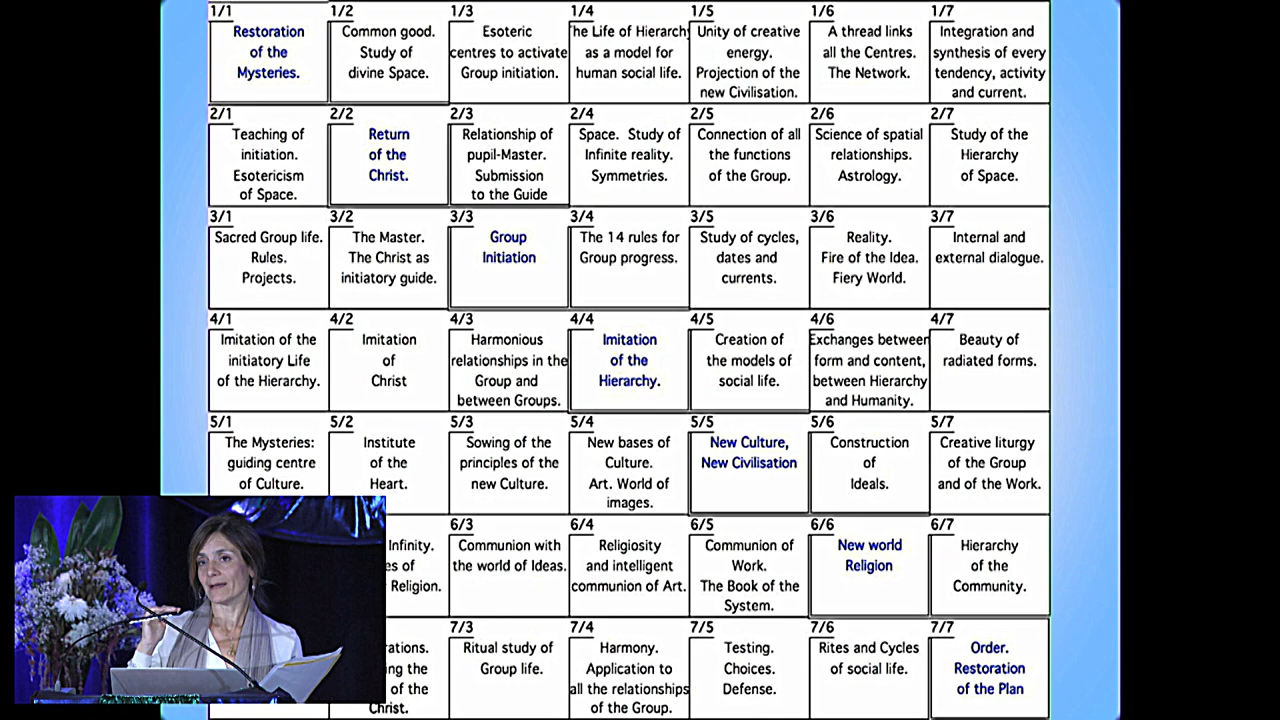 1/1
Restoration
of the
Mysteries.
1/2
Common good.
Study of
divine Space.
1/3
Esoteric
centres to activate
Group initiation.
1/4
he Life of Hierarchy
as a model for
human social life.
1/5
Unity of creative
energy.
Projection of the
new Civilisation.
1/6
A thread links
all the Centres.
The Network.
1/7
Integration and
synthesis of every
tendency, activity
and current.
2/1
Teaching of
initiation.
Esotericism
of Space.
2/2
Return
of the
Christ.
2/3
Relationship of
pupil-Master.
Submission
to the Guide
2/4
Space. Study of
Infinite reality.
Symmetries.
2/5
Connection of all
the functions
of the Group.
2/6
Science of spatial
relationships.
Astrology.
2/7
Study of the
Hierarchy
of Space.
3/1
Sacred Group life.
Rules.
Projects.
3/2
The Master.
The Christ as
initiatory guide.
3/3
Group
Initiation
3/4
The 14 rules for
Group progress.
3/5
Study of cycles,
dates and
currents.
3/6
Reality.
Fire of the Idea.
Fiery World.
3/7
Internal and
external dialogue.
4/1
Imitation of the
initiatory Life
of the Hierarchy.
4/2
Imitation
of
Christ
4/3
Harmonious
relationships in the
Group and
between Groups.
4/4
Imitation
of the
Hierarchy.
4/5
Creation of
the models of
social life.
4/6
Exchanges between
form and content,
between Hierarchy
and Humanity.
4/7
Beauty of
radiated forms.
5/1
The Mysteries:
guiding centre
of Culture.
5/2
Institute
of the
Heart.
5/3
Sowing of the
principles of the
new Culture.
5/4
New bases of
Culture.
Art. World of
images.
5/5
New Culture,
New Civilisation
5/6
Construction
of
Ideals.
5/7
Creative liturgy
of the Group
and of the Work.
Infinity.
es of
Religion.
6/3
Communion with
the world of Ideas.
6/4
Religiosity
and intelligent
communion of Art.
6/5
Communion of
Work.
The Book of the
System.
6/6
New world
Religion
6/7
Hierarchy
of the
Community.
rations.
ng the
of the
Christ.
7/3
Ritual study of
Group life.
7/4
Harmony.
Application to
all the relationships
of the Group.
7/5
Testing.
Choices.
Defense.
7/6
Rites and Cycles
of social life.
7/7
Order.
Restoration
of the Plan